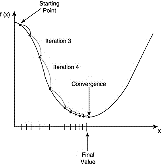 f(x)
Starting
Point
Iteration 3
Iteration 4
Convergence
x
Final
Value